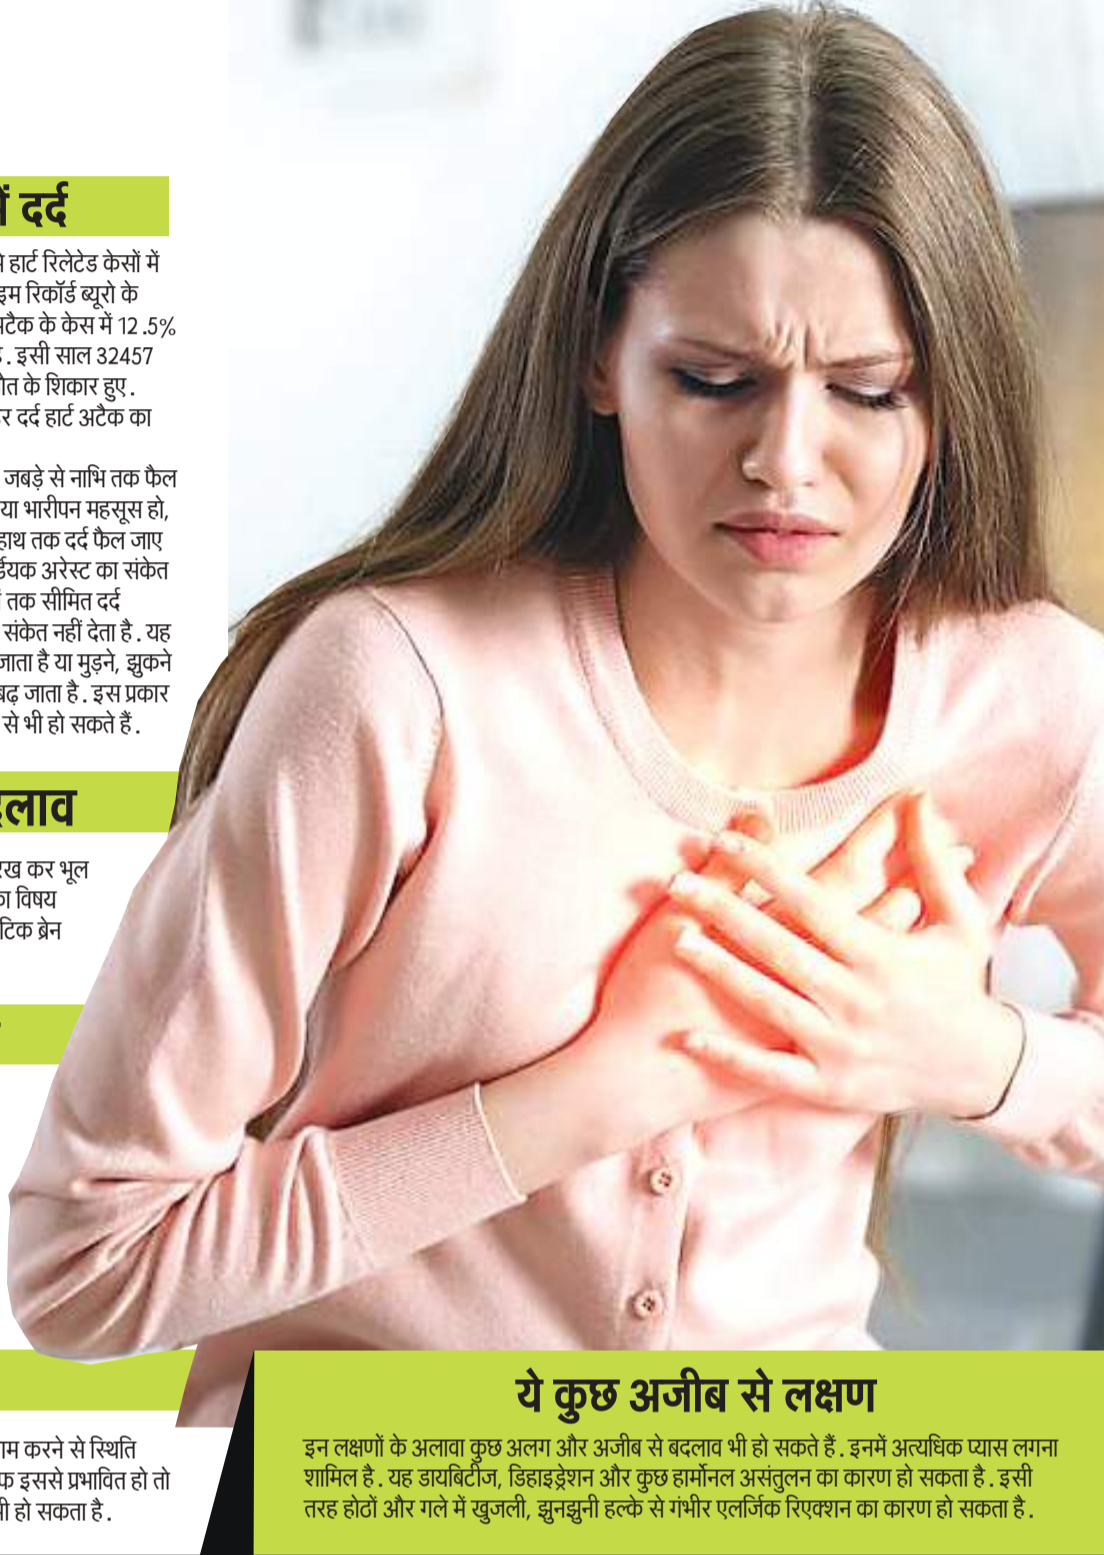 में दर्द
हार्ट रिलेटेड केसों में
रिकॉर्ड ब्यूरो के
के केस में 12.5%
. इसी साल 32457
के शिकार हुए.
दर्द हार्ट अटैक का
जबड़े से नाभि तक फैल
या भारीपन महसूस हो,
हाथ तक दर्द फैल जाए
अरेस्ट का संकेत
तक सीमित दर्द
संकेत नहीं देता है. यह
जाता है या मुड़ने, झुकने
बढ़ जाता है. इस प्रकार
से भी हो सकते हैं.
कर भूल
का विषय
ब्रेन
करने से स्थिति
इससे प्रभावित हो तो
हो सकता है.
ये कुछ अजीब से लक्षण
इन लक्षणों के अलावा कुछ अलग और अजीब से बदलाव भी हो सकते हैं. इनमें अत्यधिक प्यास लगना
शामिल है. यह डायबिटीज, डिहाइड्रेशन और कुछ हार्मोनल असंतुलन का कारण हो सकता है. इसी
तरह होठों और गले में खुजली, झुनझुनी हल्के से गंभीर एलर्जिक रिएक्शन का कारण हो सकता है.